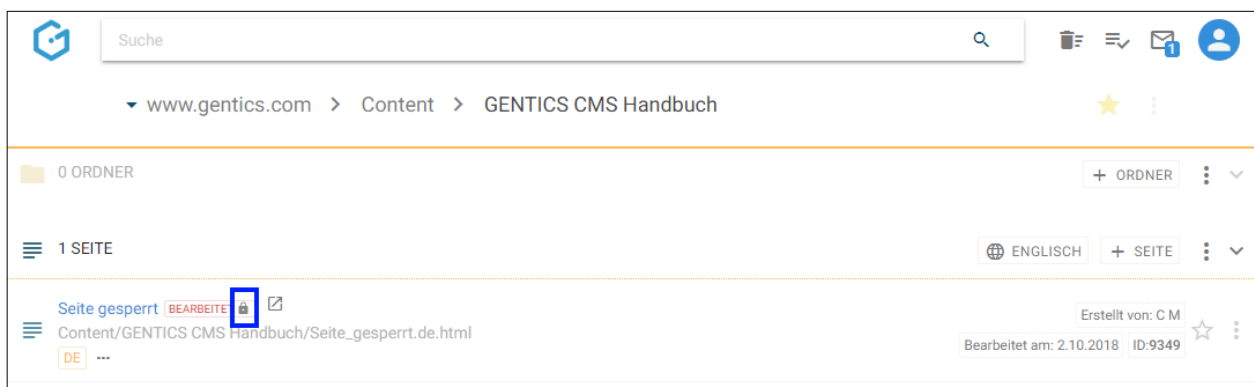 Suche
1
www.gentics.com > Content > GENTICS CMS Handbuch
0 ORDNER
+ ORDNER
1 SEITE
ENGLISCH
+ SEITE
Seite gesperrt BEARBEITET
Content/GENTICS CMS Handbuch/Seite_gesperrt.de.html
DE ---
Erstellt von: C M
Bearbeitet am: 2.10.2018 ID:9349